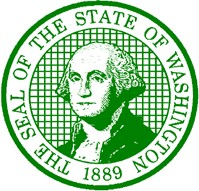 THE SEAL OF THE STATE OF WASHINGTON
1889